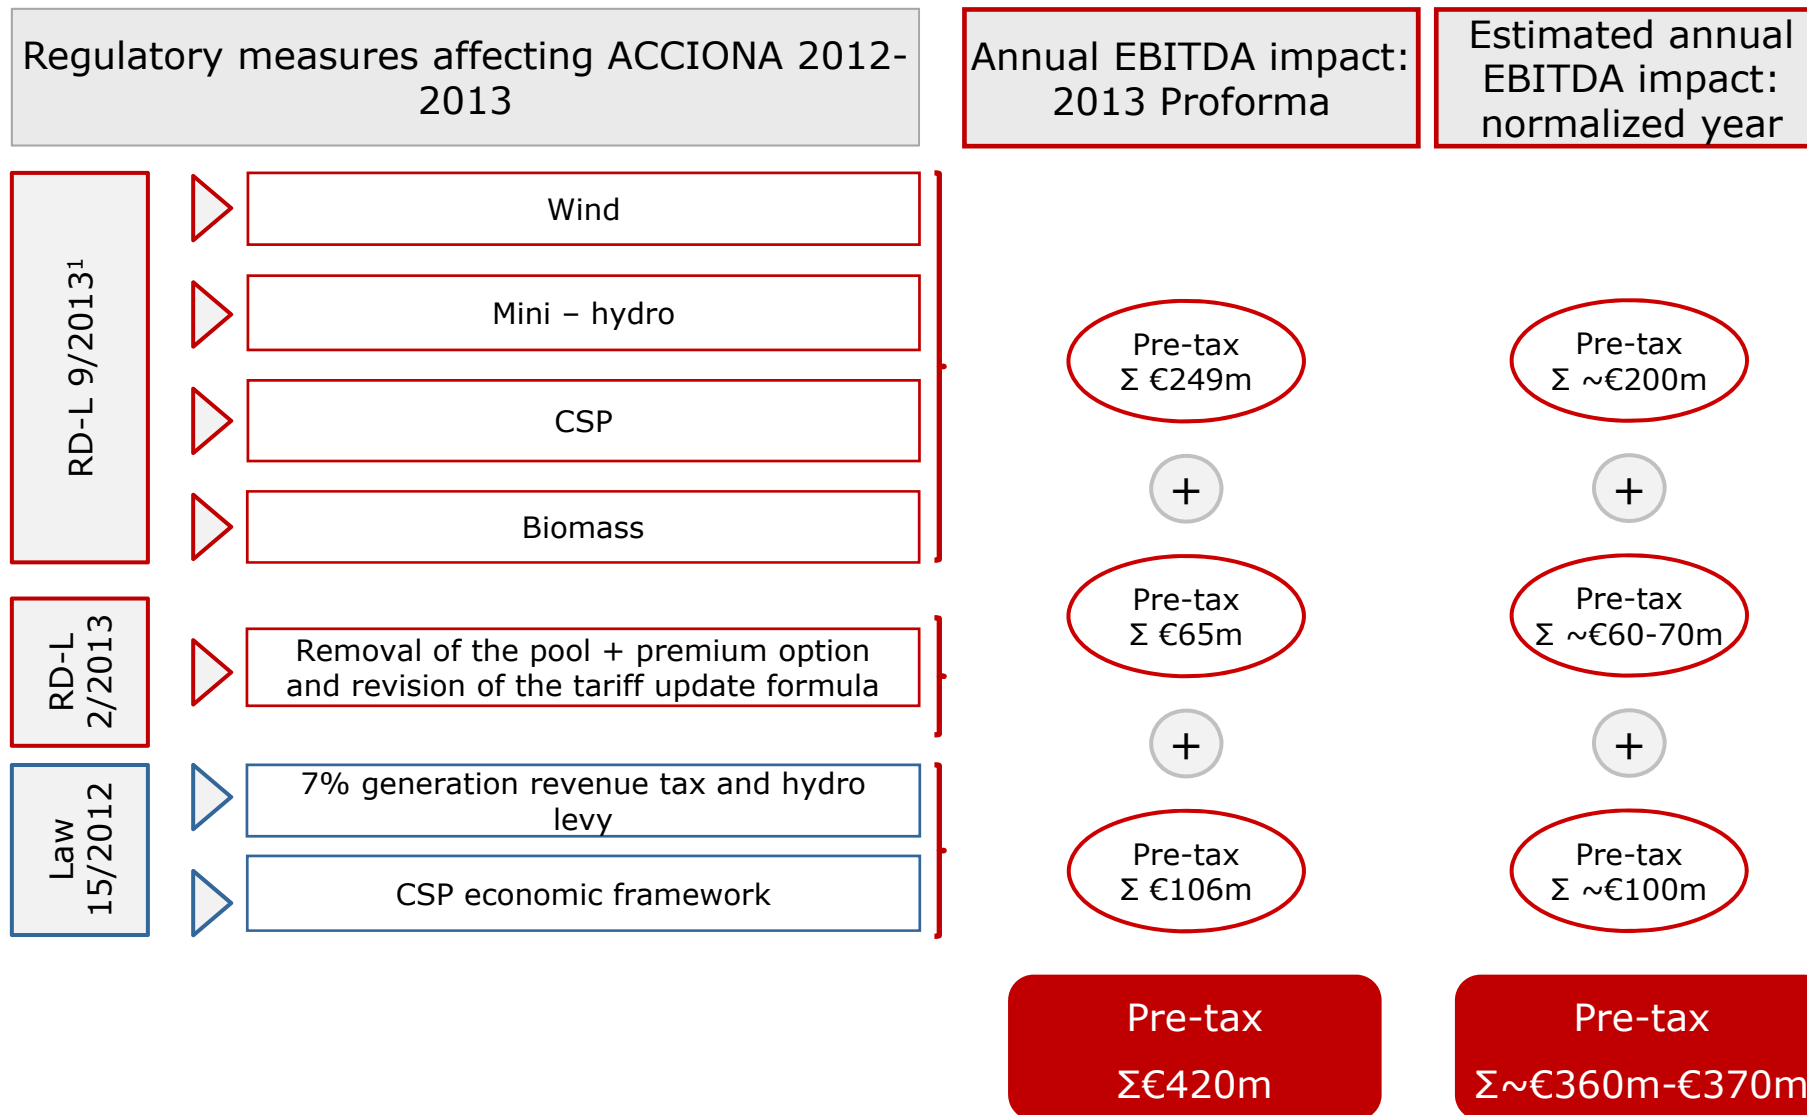 Regulatory measures affecting ACCIONA 2012-
2013
Annual EBITDA impact:
2013 Proforma
Estimated annual
EBITDA impact:
normalized year
RD-L 9/2013¹
Wind
Mini – hydro
CSP
Biomass
Pre-tax
Σ €249m
Pre-tax
Σ ~€200m
+
+
RD-L
2/2013
Removal of the pool + premium option
and revision of the tariff update formula
Pre-tax
Σ €65m
Pre-tax
Σ ~€60-70m
+
+
Law
15/2012
7% generation revenue tax and hydro
levy
CSP economic framework
Pre-tax
Σ €106m
Pre-tax
Σ ~€100m
Pre-tax
Σ€420m
Pre-tax
Σ~€360m-€370m